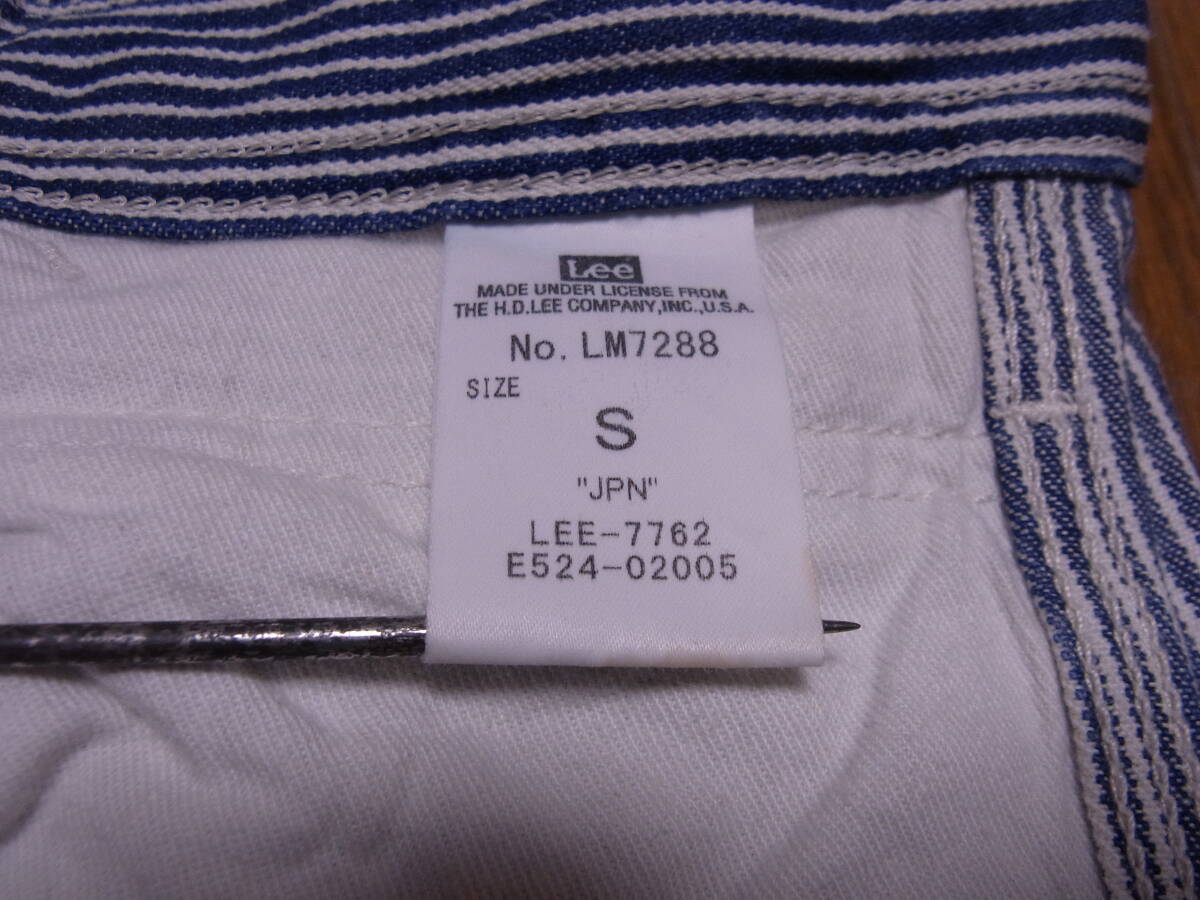 Lee
MADE UNDER LICENSE FROM
THE H.D.LEE COMPANY,INC.,U.S.A.
No. LM7288
SIZE
S
"JPN"
LEE-7762
E524-02005